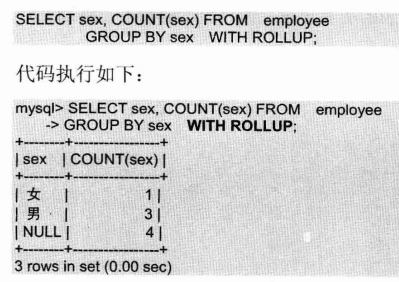 SELECT sex, COUNT(sex) FROM employee
GROUP BY sex WITH ROLLUP;
代码执行如下：
mysql> SELECT sex, COUNT(sex) FROM employee
-> GROUP BY sex WITH ROLLUP;
+--------+----------------+
| sex | COUNT(sex) |
+--------+----------------+
| 女 | 1 |
| 男 | 3 |
| NULL | 4 |
+--------+----------------+
3 rows in set (0.00 sec)